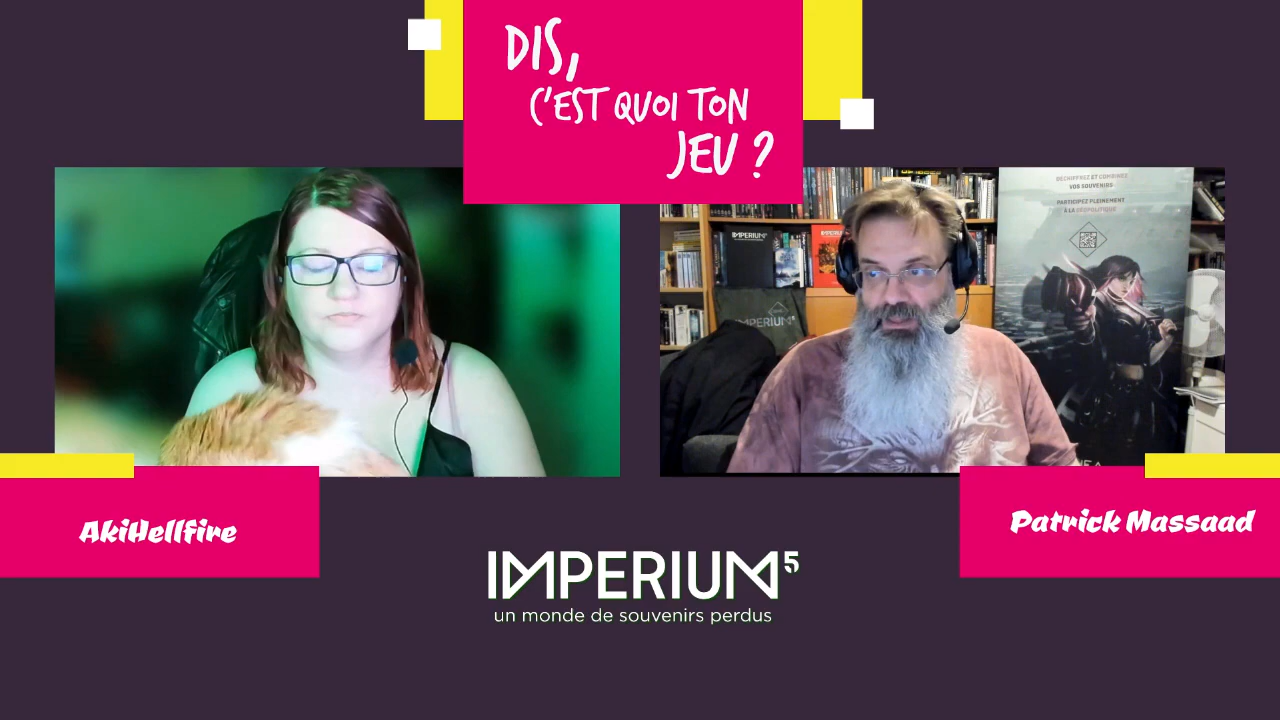 DIS,
C'EST QUOI TON
JEU ?
DÉCHIFFREZ ET COMBINEZ
VOS SOUVENIRS
PARTICIPEZ PLEINEMENT
À LA GÉOPOLITIQUE
IMPERIUM5
IMPERIUM5
AkiHellfire
Patrick Massaad
IMPERIUM5
un monde de souvenirs perdus